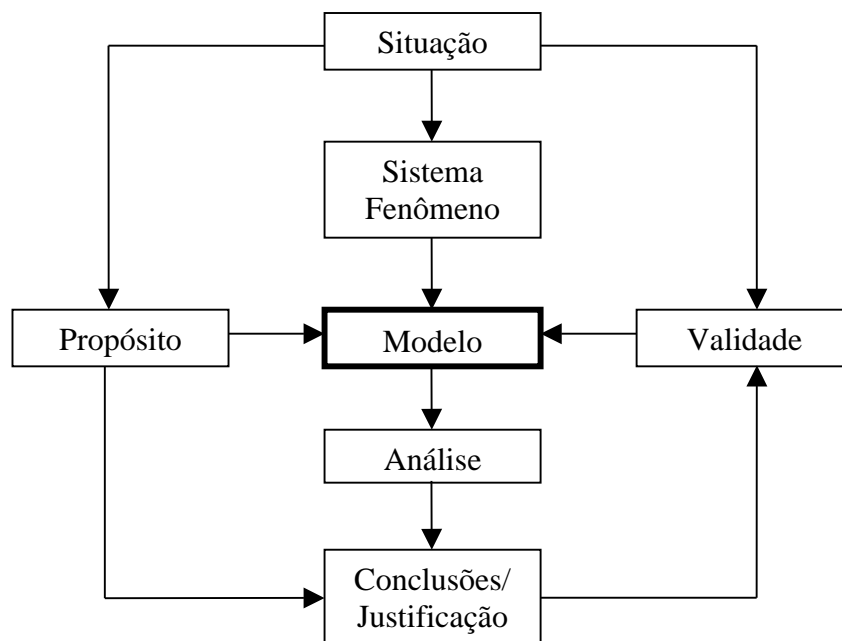 Situação
Sistema
Fenômeno
Propósito
Modelo
Validade
Análise
Conclusões/
Justificação